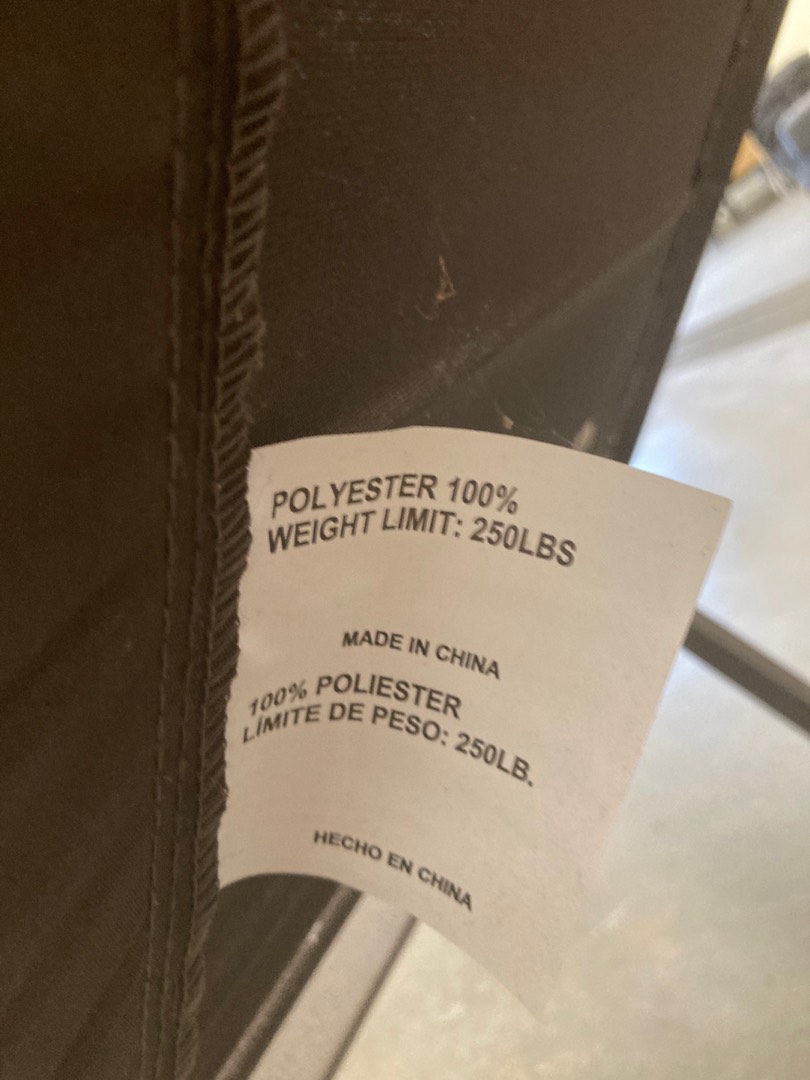 POLYESTER 100%
WEIGHT LIMIT: 250LBS
MADE IN CHINA
100% POLIESTER
LÍMITE DE PESO: 250LB.
HECHO EN CHINA